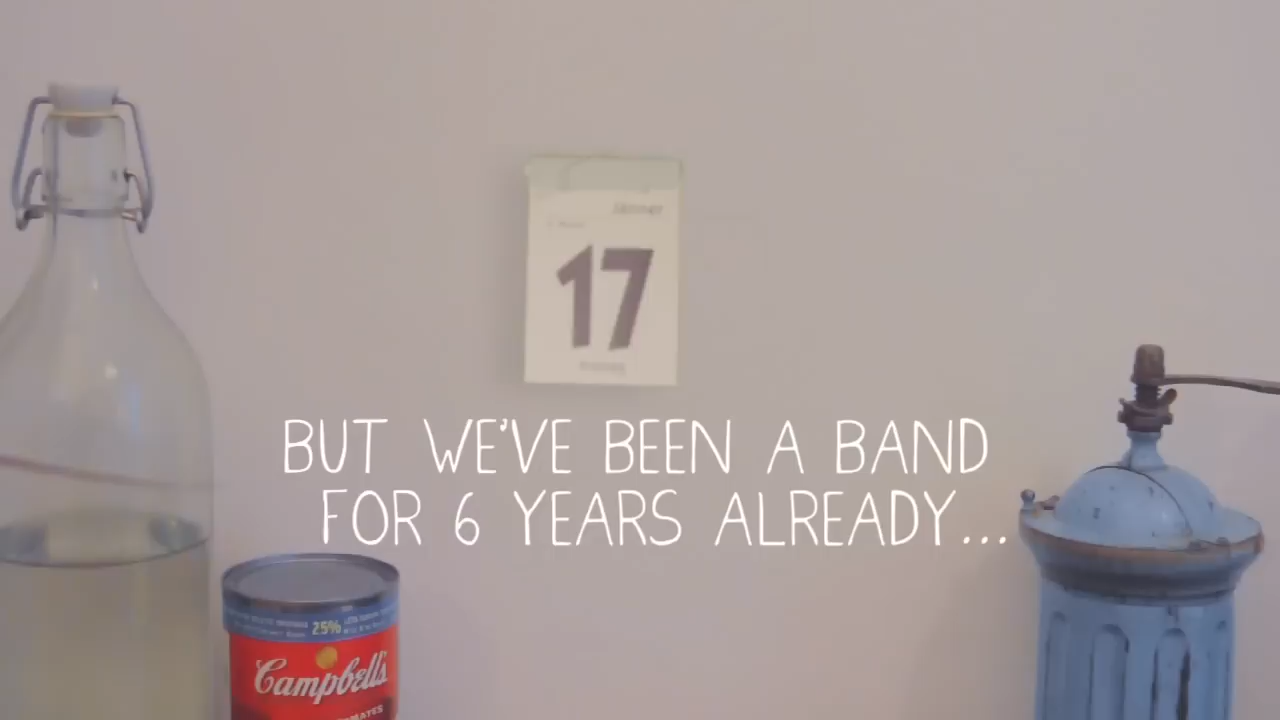 Jänner
17
BUT WE'VE BEEN A BAND
FOR 6 YEARS ALREADY...
25%
Campbell's